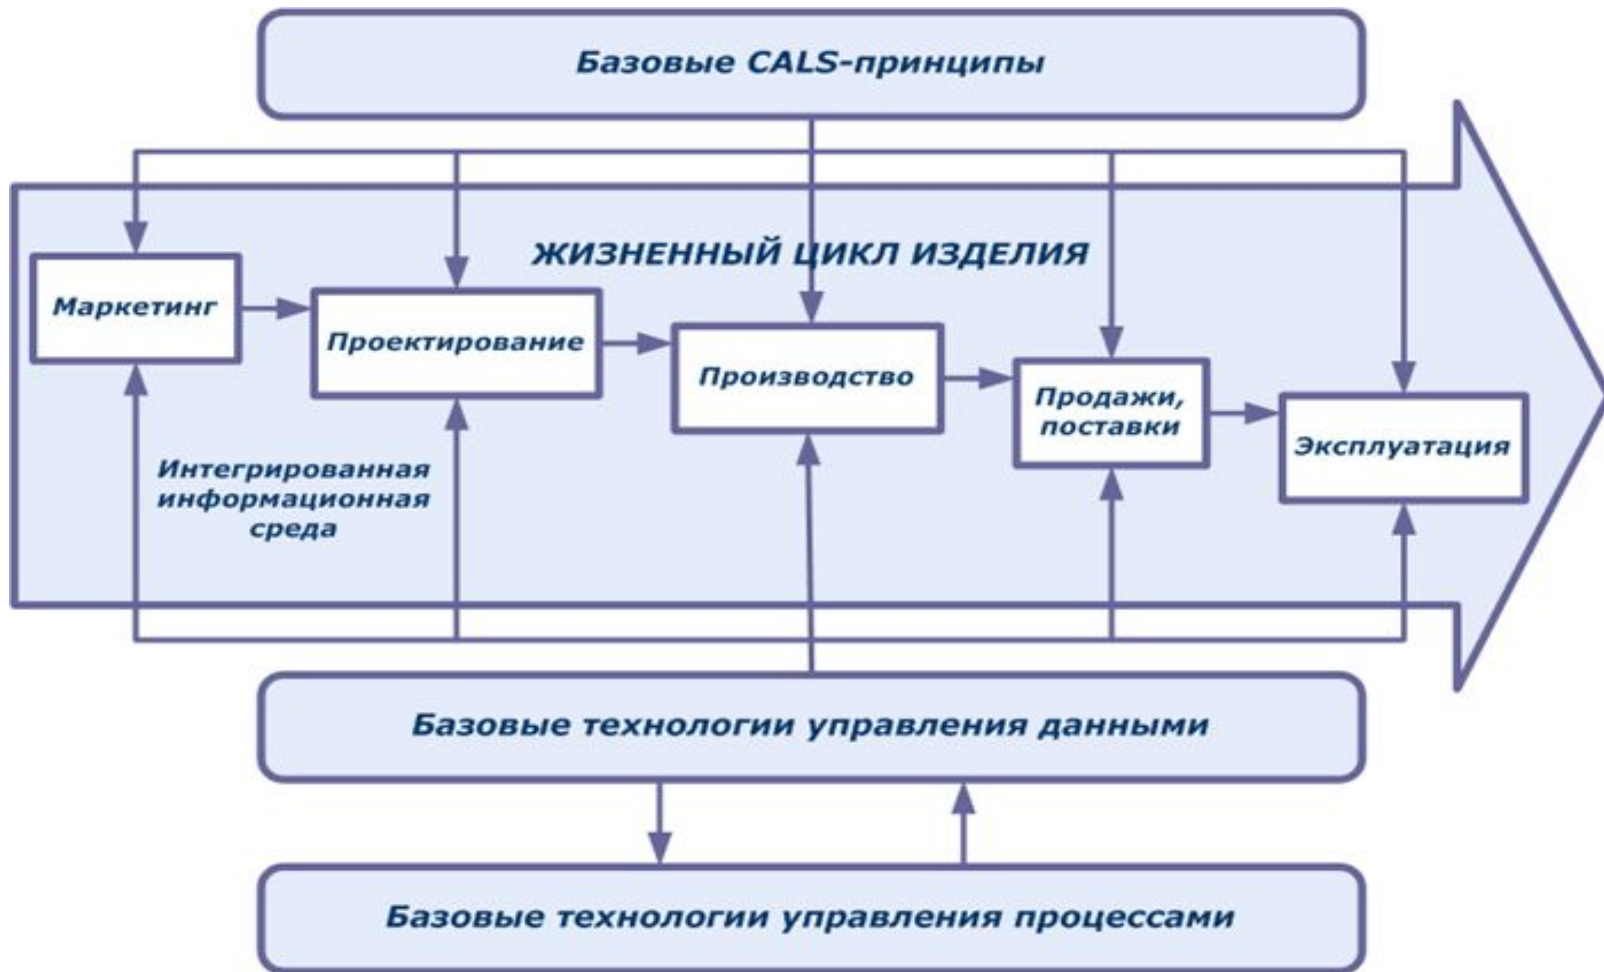 Базовые CALS-принципы
ЖИЗНЕННЫЙ ЦИКЛ ИЗДЕЛИЯ
Маркетинг
Проектирование
Производство
Продажи,
поставки
Эксплуатация
Интегрированная
информационная
среда
Базовые технологии управления данными
Базовые технологии управления процессами